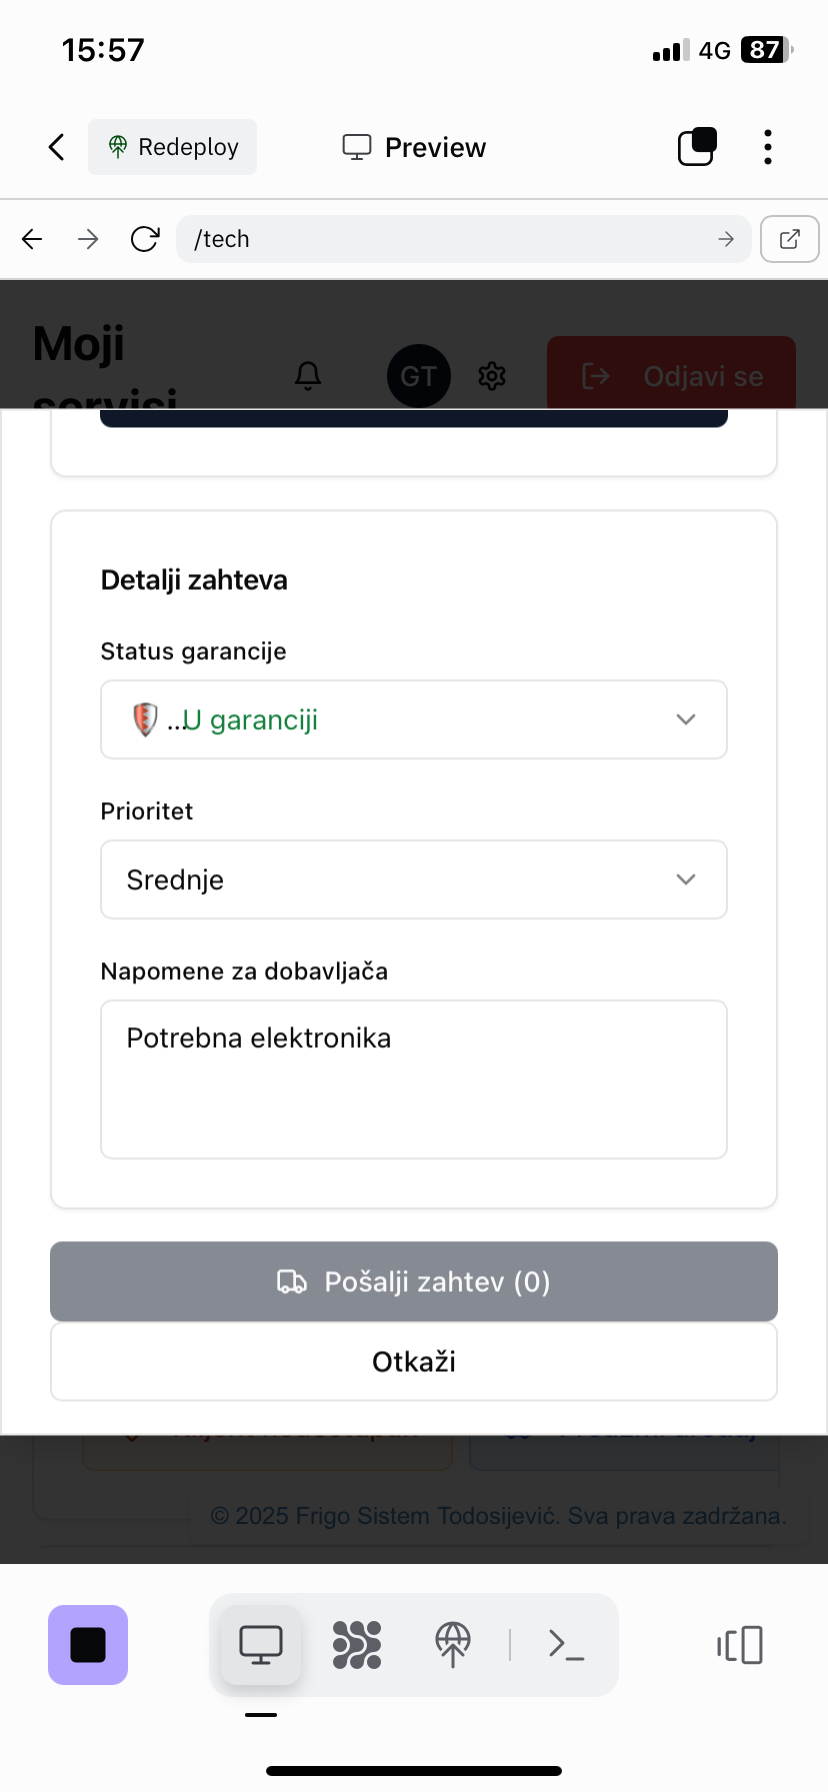 15:57
4G
87
Redeploy
Preview
/tech
Moji
servisi
GT
Odjavi se
Detalji zahteva
Status garancije
...U garanciji
Prioritet
Srednje
Napomene za dobavljača
Potrebna elektronika
Pošalji zahtev (0)
Otkaži
© 2025 Frigo Sistem Todosijević. Sva prava zadržana.